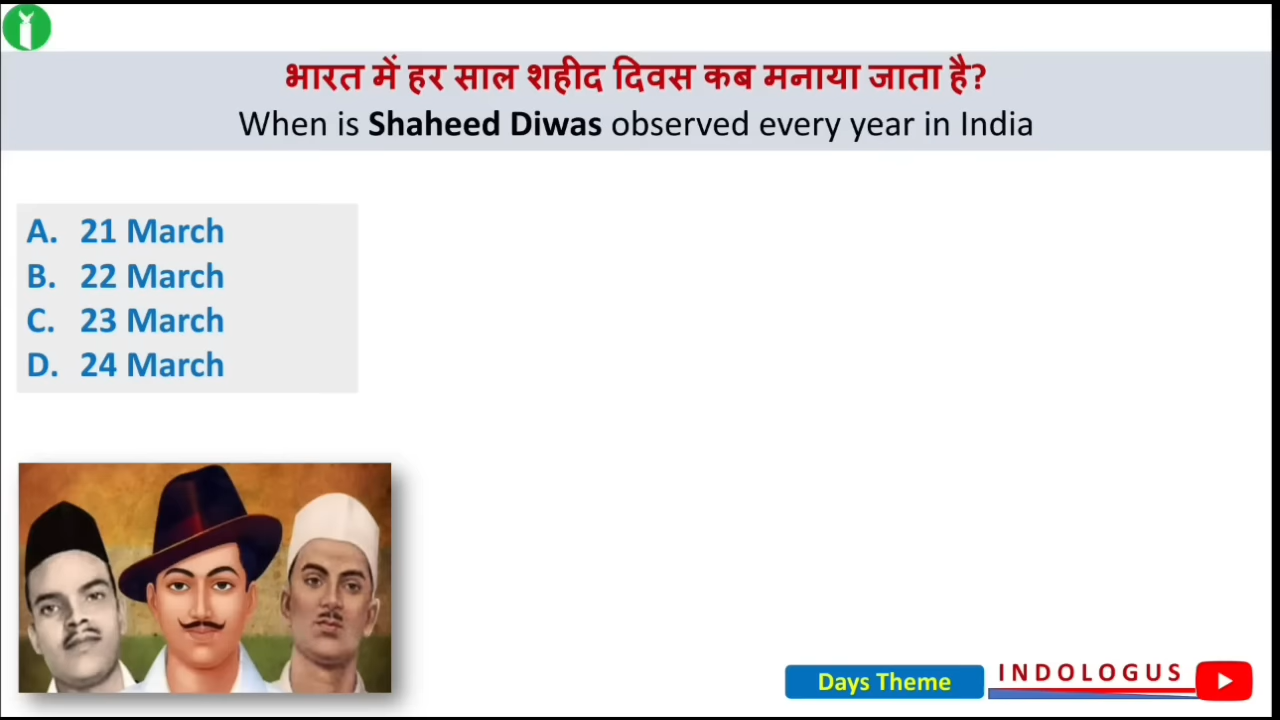 भारत में हर साल शहीद दिवस कब मनाया जाता है?
When is Shaheed Diwas observed every year in India
A. 21 March
B. 22 March
C. 23 March
D. 24 March
Days Theme
INDOLOGUS